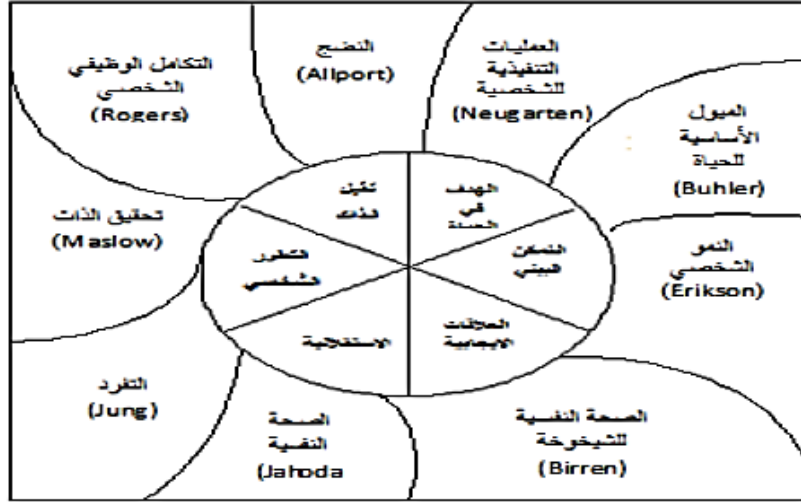 العمليات
التنفيذية
للشخصية
(Neugarten)
النضج
(Allport)
التكامل الوظيفي
الشخصي
(Rogers)
الميول
الأساسية
للحياة
(Buhler)
تحقيق الذات
(Maslow)
النمو
الشخصي
(Erikson)
الهدف
في
الحياة
تقبل
الذات
التمكن
البيئي
التطور
الشخصي
العلاقات
الايجابية
الاستقلالية
التفرد
(Jung)
الصحة
النفسية
(Jahoda
الصحة النفسية
للشيخوخة
(Birren)